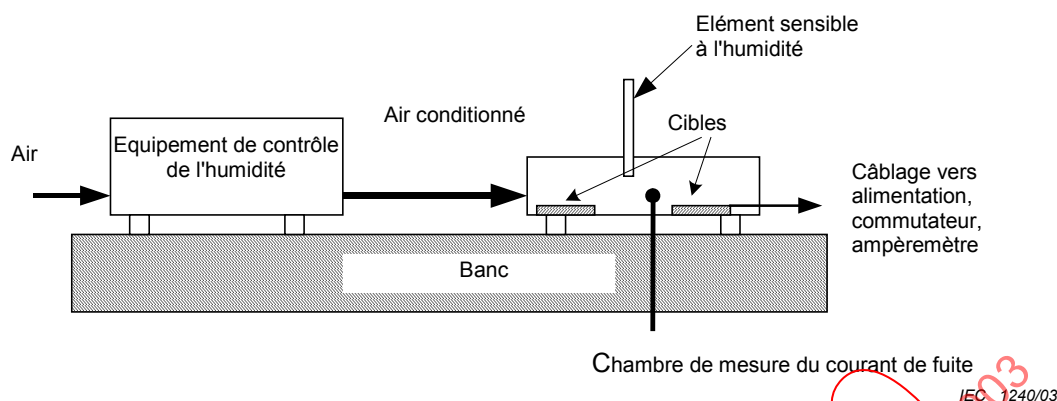 Elément sensible
à l'humidité
Air conditionné
Cibles
Air
Equipement de contrôle
de l'humidité
Câblage vers
alimentation,
commutateur,
ampèremètre
Banc
Chambre de mesure du courant de fuite
IEC 1240/03